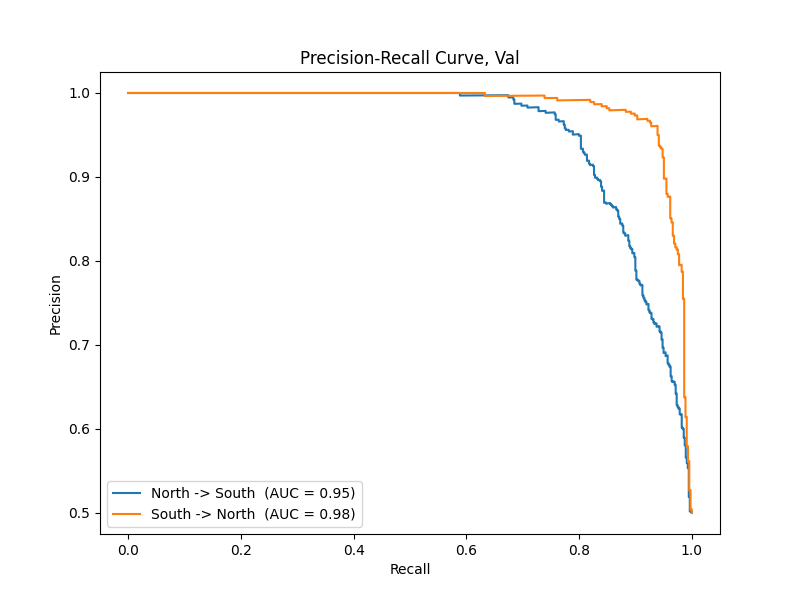 Precision-Recall Curve, Val
Precision
1.0
0.9
0.8
0.7
0.6
0.5
North -> South  (AUC = 0.95)
South -> North  (AUC = 0.98)
0.0 0.2 0.4 0.6 0.8 1.0
Recall